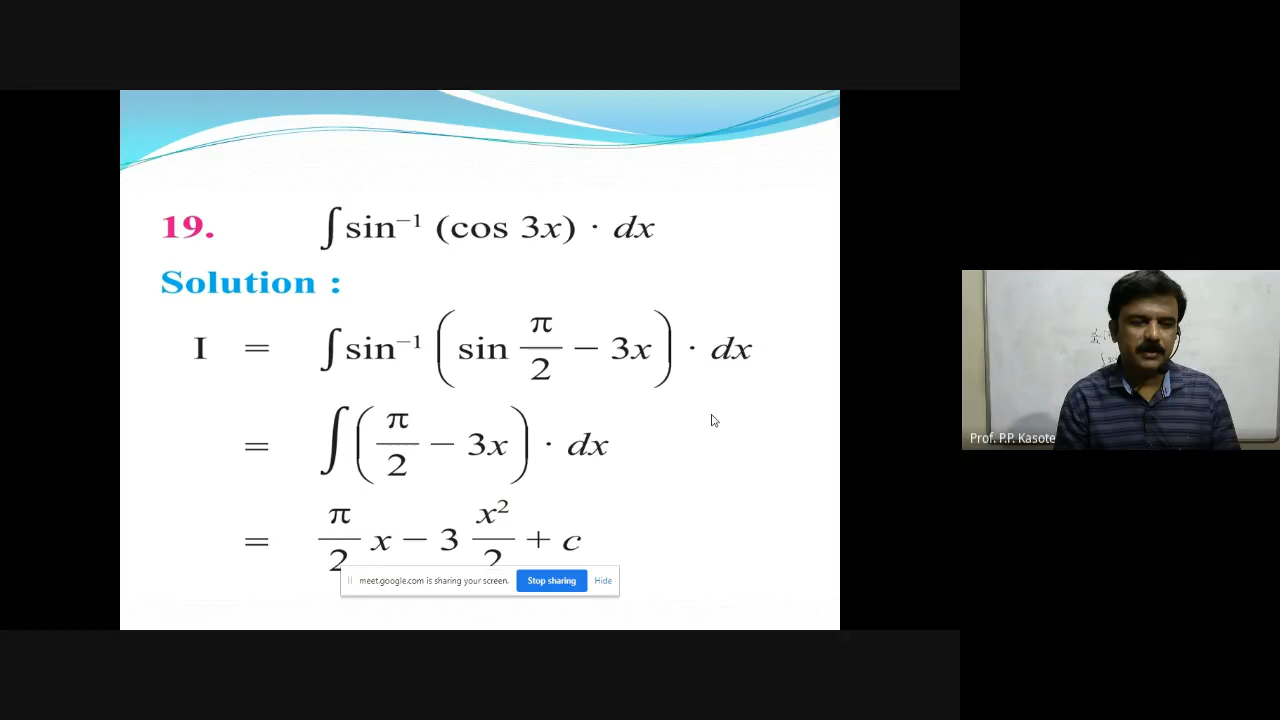 19. ∫ sin⁻¹ (cos 3x) · dx
Solution :
I = ∫ sin⁻¹ ( sin π/2 − 3x ) · dx
= ∫ ( π/2 − 3x ) · dx
= π/2 x − 3 x²/2 + c
meet.google.com is sharing your screen. Stop sharing Hide
Prof. P.P. Kasote